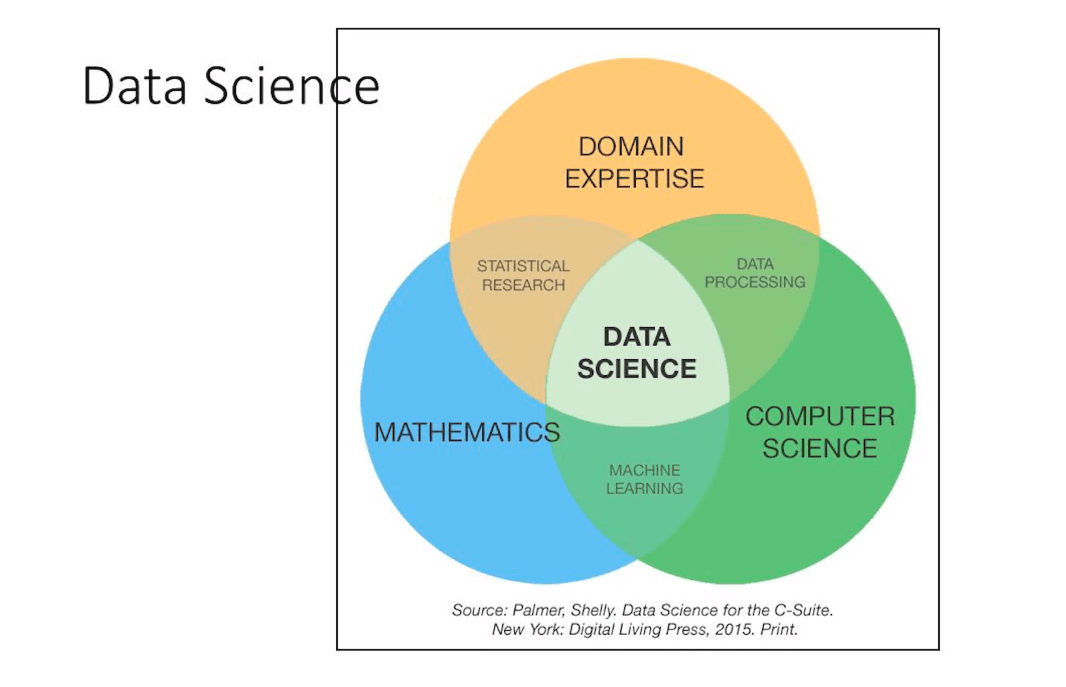 Data Science
DOMAIN
EXPERTISE
STATISTICAL
RESEARCH
DATA
PROCESSING
DATA
SCIENCE
MATHEMATICS
COMPUTER
SCIENCE
MACHINE
LEARNING
Source: Palmer, Shelly. Data Science for the C-Suite.
New York: Digital Living Press, 2015. Print.